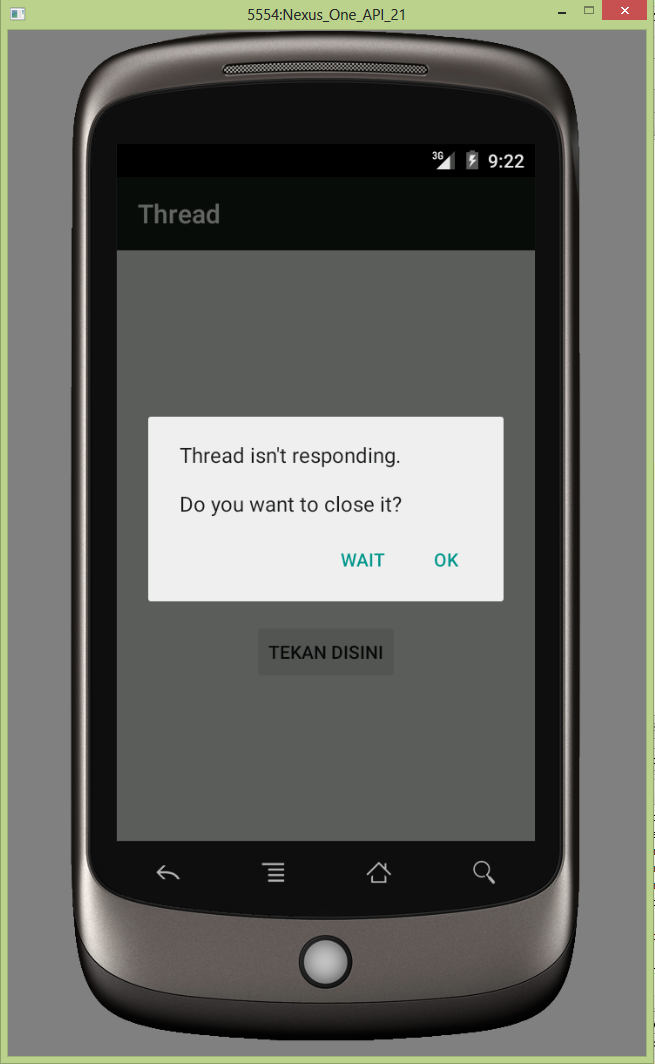 5554:Nexus_One_API_21
3G 9:22
Thread
Thread isn't responding.
Do you want to close it?
WAIT OK
TEKAN DISINI